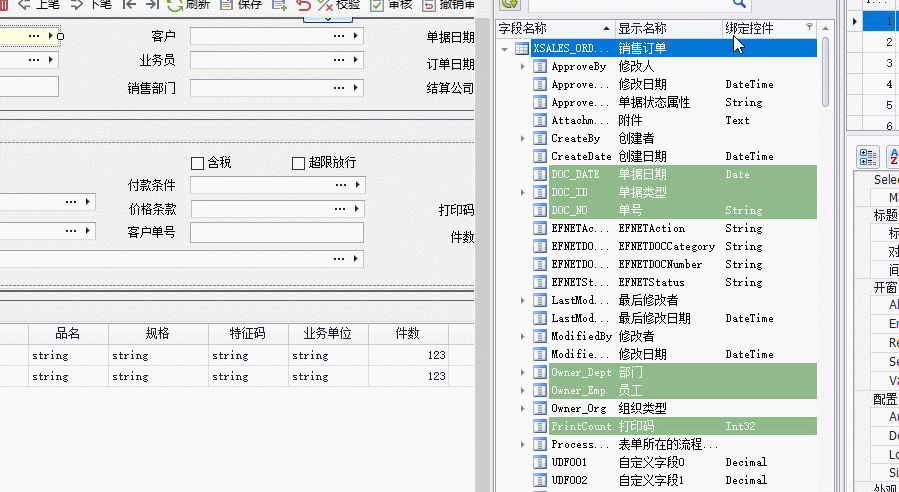 上笔 下笔 刷新 保存 校验 审核 撤销审
客户
单据日期
业务员
订单日期
销售部门
结算公司
含税 超限放行
付款条件
价格条款
打印码
客户单号
件数
品名 规格 特征码 业务单位 件数
string string string string 123
string string string string 123
字段名称 显示名称 绑定控件
XSALES_ORD... 销售订单
ApproveBy 修改人
Approve... 修改日期 DateTime
Approve... 单据状态属性 String
Attachm... 附件 Text
CreateBy 创建者
CreateDate 创建日期 DateTime
DOC_DATE 单据日期 Date
DOC_ID 单据类型
DOC_NO 单号 String
EFNETAc... EFNETAction String
EFNETDO... EFNETDOCCategory String
EFNETDO... EFNETDOCNumber String
EFNETSt... EFNETStatus String
LastMod... 最后修改者
LastMod... 最后修改日期 DateTime
ModifiedBy 修改者
Modifie... 修改日期 DateTime
Owner_Dept 部门
Owner_Emp 员工
Owner_Org 组织类型
PrintCount 打印码 Int32
Process... 表单所在的流程...
UDF001 自定义字段0 Decimal
UDF002 自定义字段1 Decimal
1
2
3
4
5
6
Selec
Ma
标题
标
对
间
开窗
Al
En
Re
Se
Va
配置
Au
De
Lo
Siz
外观